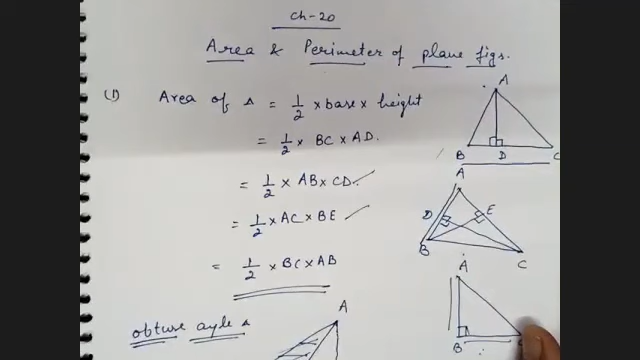 Ch-20
Area & Perimeter of plane figs.
(1) Area of Δ = 1/2 × base × height
= 1/2 × BC × AD.
= 1/2 × AB × CD ✓
= 1/2 × AC × BE ✓
= 1/2 × BC × AB
obtuse angle Δ
A
A
B D C
A
D E
B C
A
B